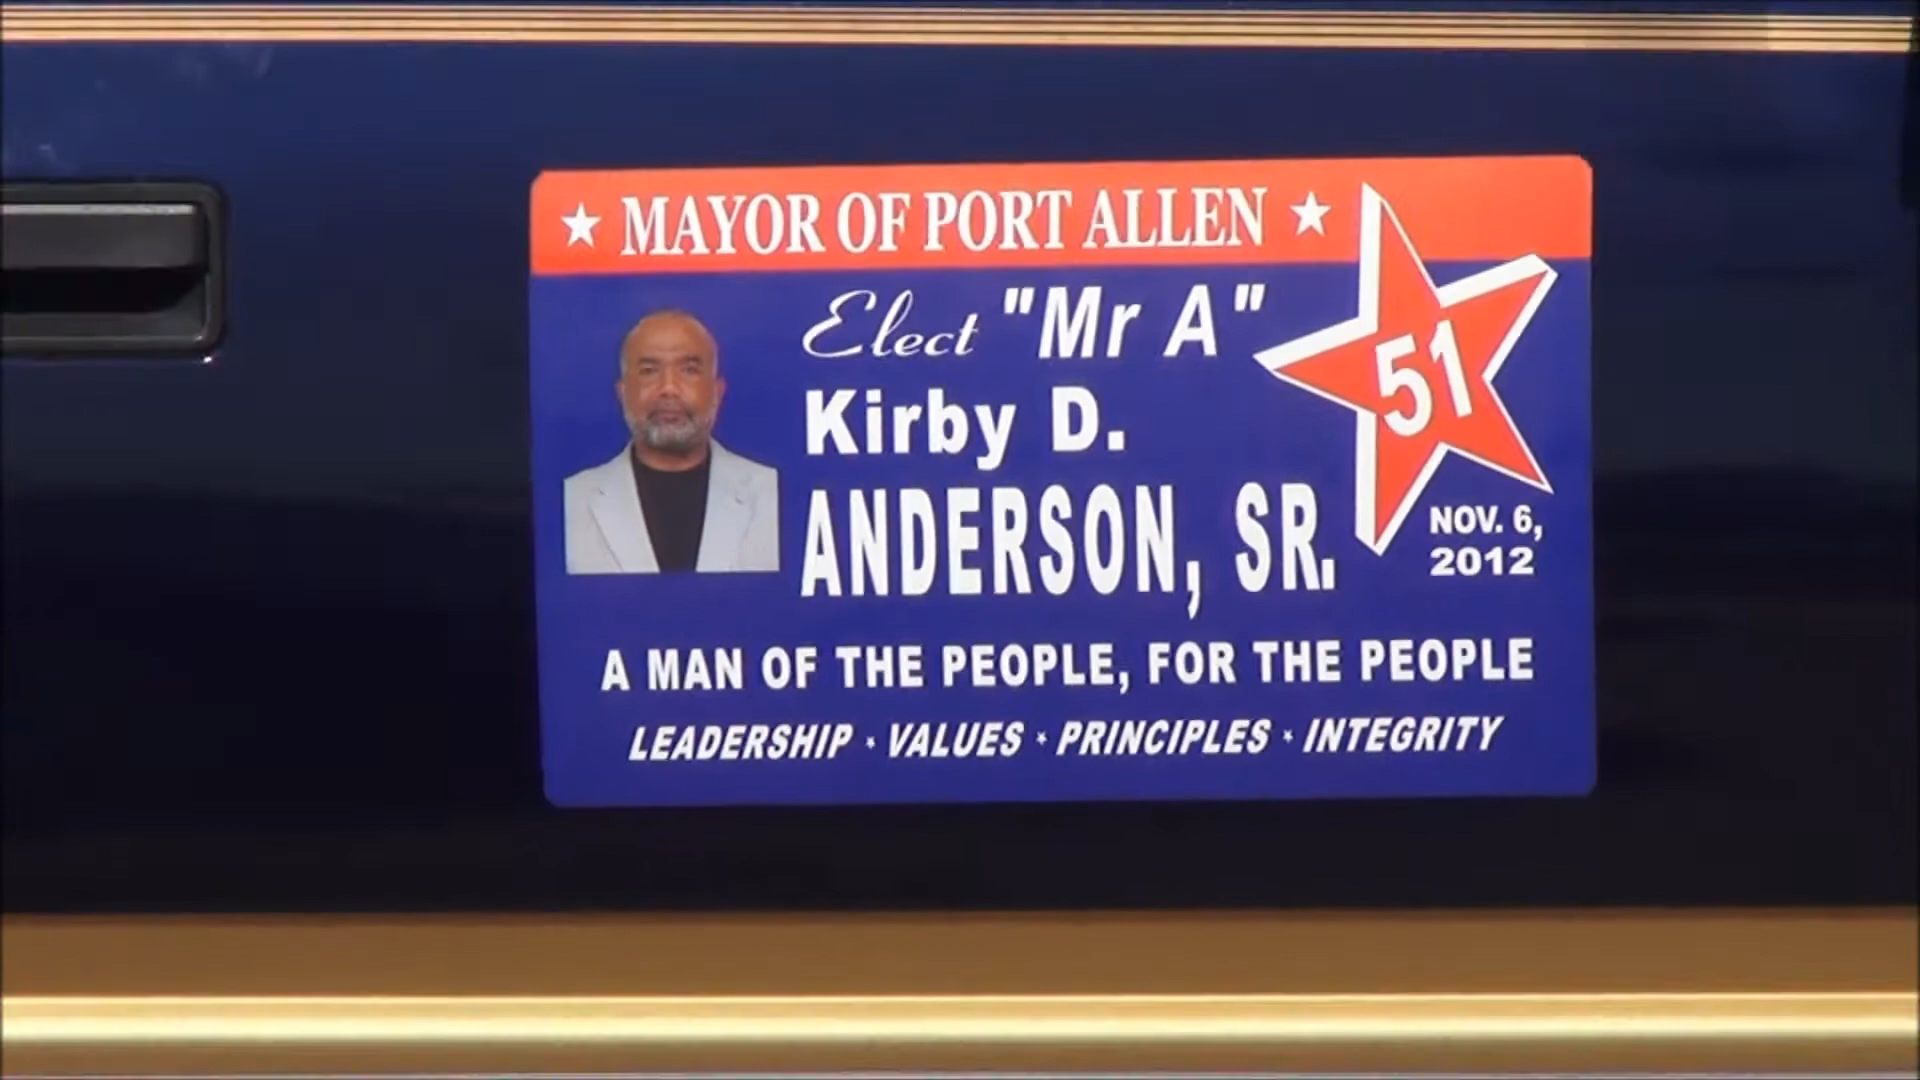 ★ MAYOR OF PORT ALLEN ★
Elect "Mr A"
Kirby D.
ANDERSON, SR.
51
NOV. 6,
2012
A MAN OF THE PEOPLE, FOR THE PEOPLE
LEADERSHIP ★ VALUES ★ PRINCIPLES ★ INTEGRITY